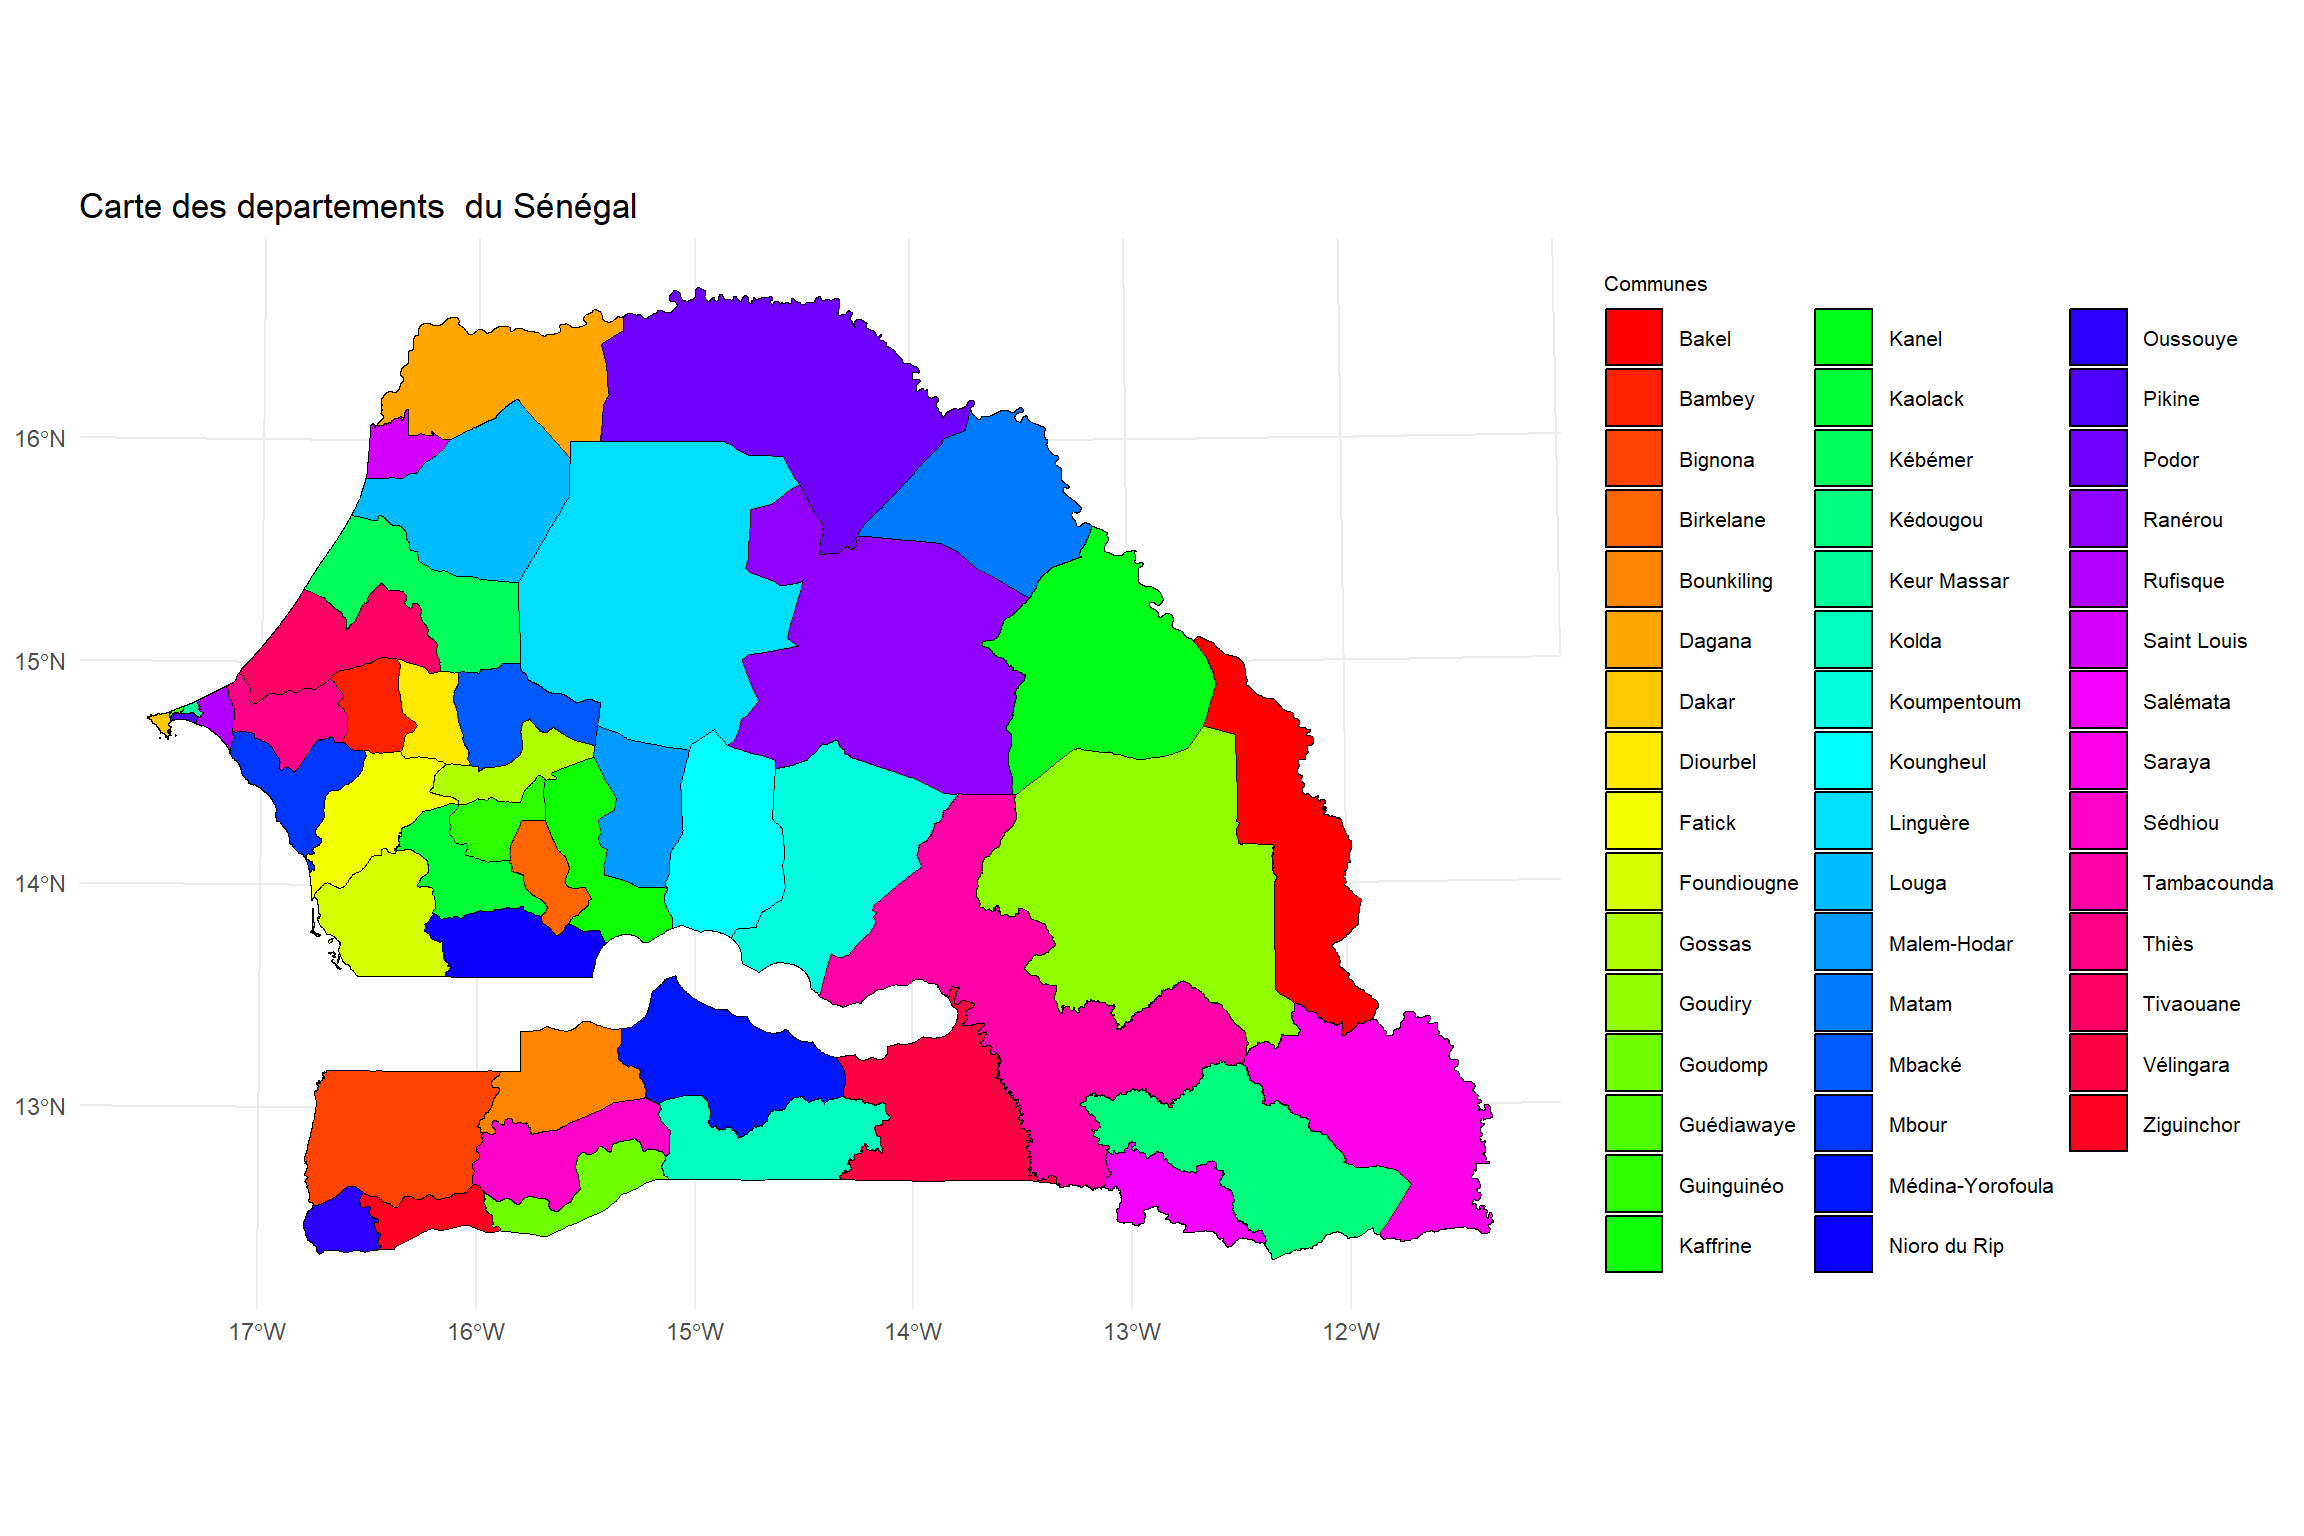 Carte des departements  du Sénégal
16°N
15°N
14°N
13°N
17°W
16°W
15°W
14°W
13°W
12°W
Communes
Bakel
Bambey
Bignona
Birkelane
Bounkiling
Dagana
Dakar
Diourbel
Fatick
Foundiougne
Gossas
Goudiry
Goudomp
Guédiawaye
Guinguinéo
Kaffrine
Kanel
Kaolack
Kébémer
Kédougou
Keur Massar
Kolda
Koumpentoum
Koungheul
Linguère
Louga
Malem-Hodar
Matam
Mbacké
Mbour
Médina-Yorofoula
Nioro du Rip
Oussouye
Pikine
Podor
Ranérou
Rufisque
Saint Louis
Salémata
Saraya
Sédhiou
Tambacounda
Thiès
Tivaouane
Vélingara
Ziguinchor